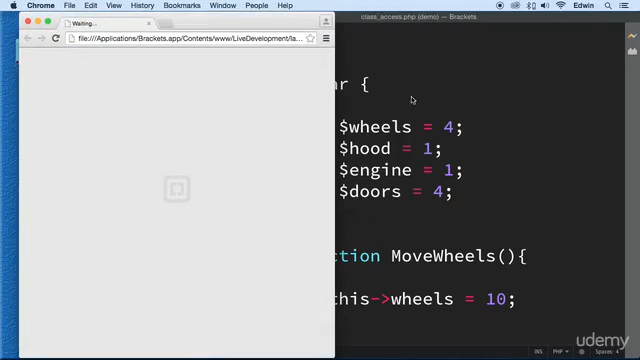 Chrome File Edit View History Bookmarks Window People Help Edwin
class_access.php (demo) — Brackets
Waiting...
file:///Applications/Brackets.app/Contents/www/LiveDevelopment/la
ar {
$wheels = 4;
$hood = 1;
$engine = 1;
$doors = 4;
ction MoveWheels(){
his->wheels = 10;
INS PHP Spaces: 4
udemy